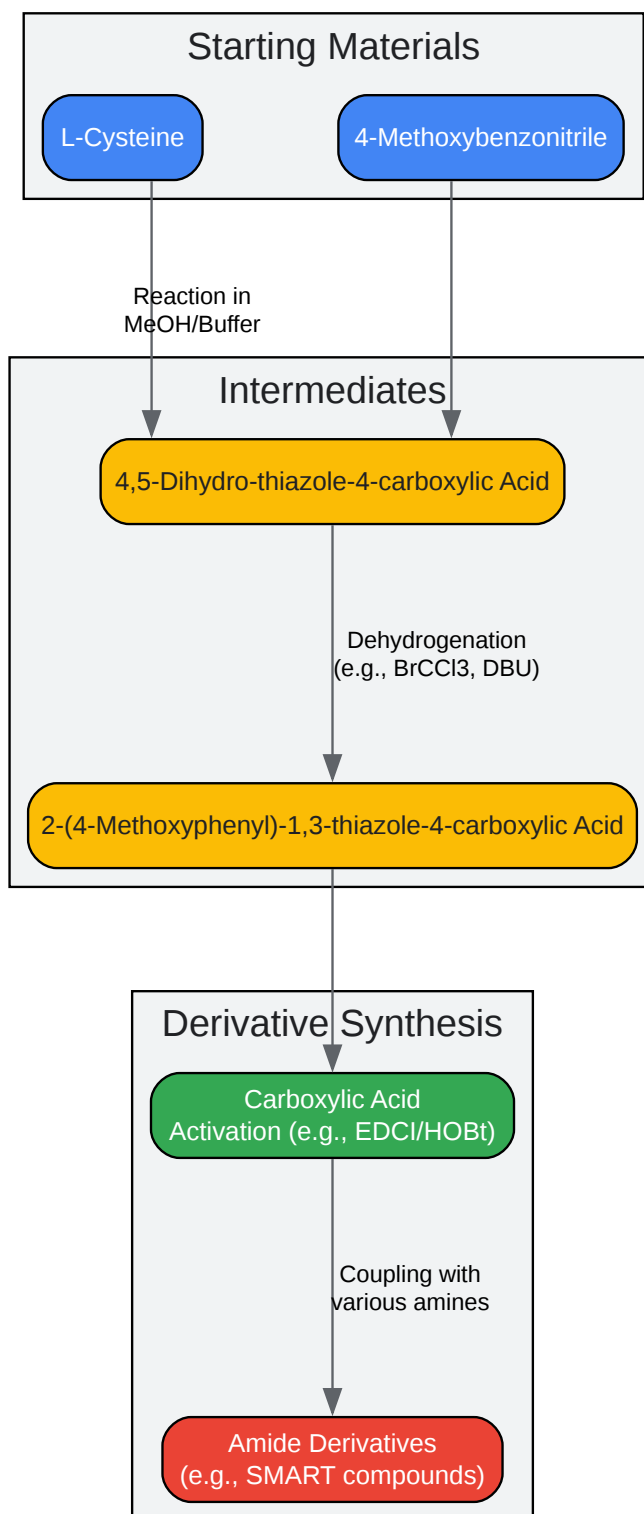 Starting Materials
L-Cysteine
4-Methoxybenzonitrile
Reaction in
MeOH/Buffer
Intermediates
4,5-Dihydro-thiazole-4-carboxylic Acid
Dehydrogenation
(e.g., BrCCl3, DBU)
2-(4-Methoxyphenyl)-1,3-thiazole-4-carboxylic Acid
Derivative Synthesis
Carboxylic Acid
Activation (e.g., EDCI/HOBt)
Coupling with
various amines
Amide Derivatives
(e.g., SMART compounds)